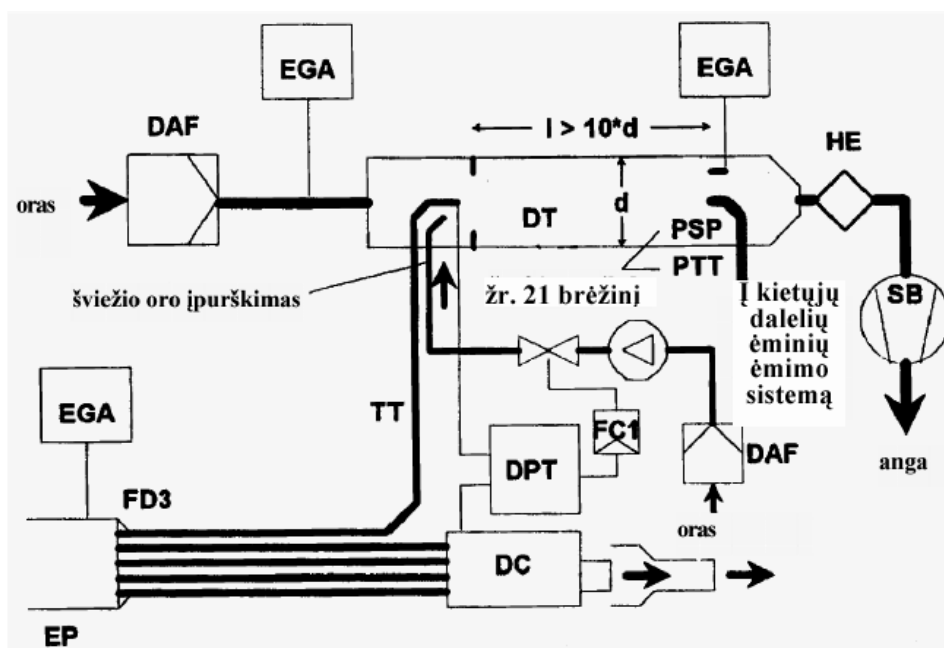 EGA
EGA
DAF
l > 10*d
HE
oras
d
DT
PSP
PTT
šviežio oro įpurškimas
žr. 21 brėžinį
Į kietųjų
dalelių
ėminių
ėmimo
sistemą
SB
EGA
TT
FC1
DAF
anga
FD3
DPT
oras
DC
EP